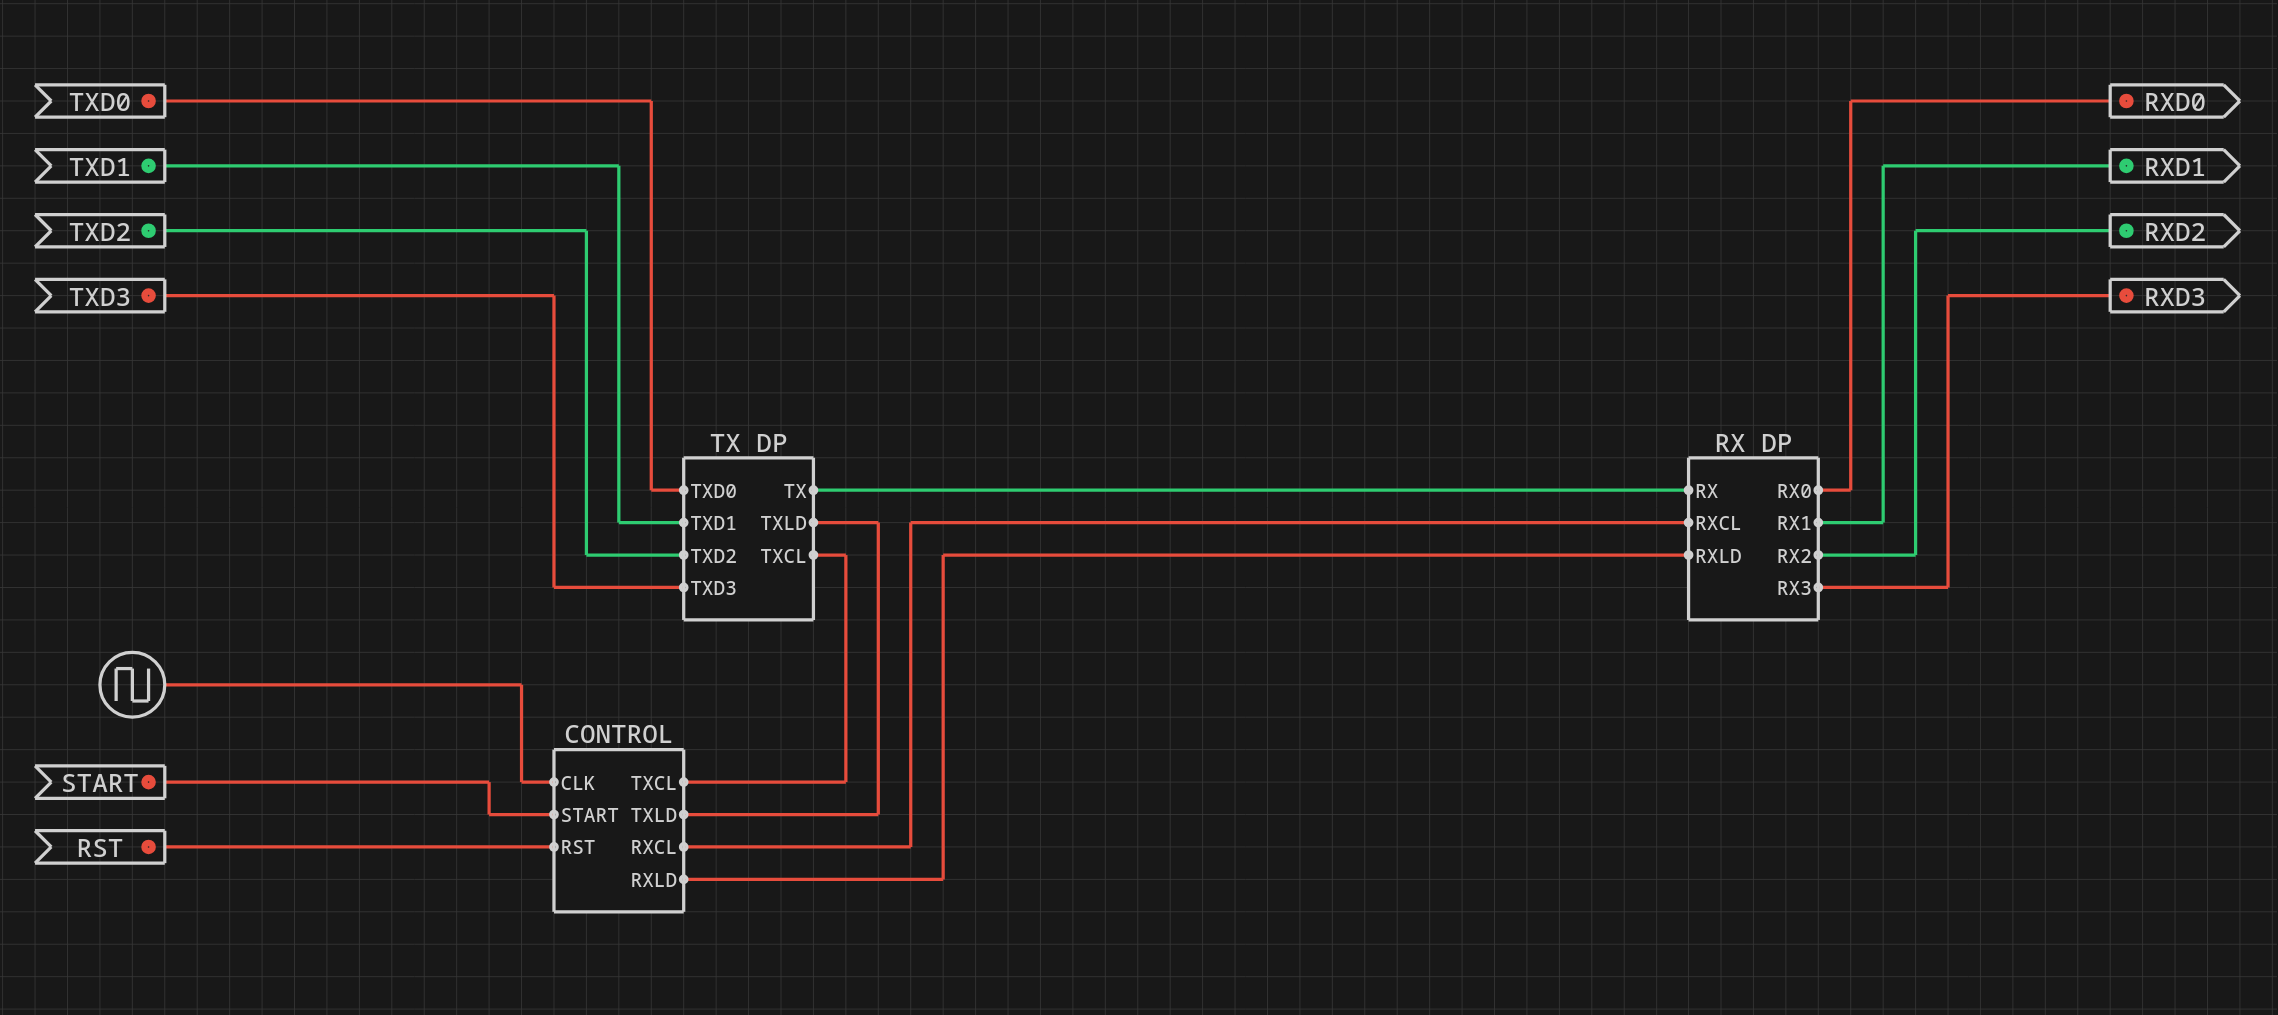 TXD0
TXD1
TXD2
TXD3
RXD0
RXD1
RXD2
RXD3
TX DP
TXD0 TX
TXD1 TXLD
TXD2 TXCL
TXD3
RX DP
RX RX0
RXCL RX1
RXLD RX2
RX3
START
RST
CONTROL
CLK TXCL
START TXLD
RST RXCL
RXLD